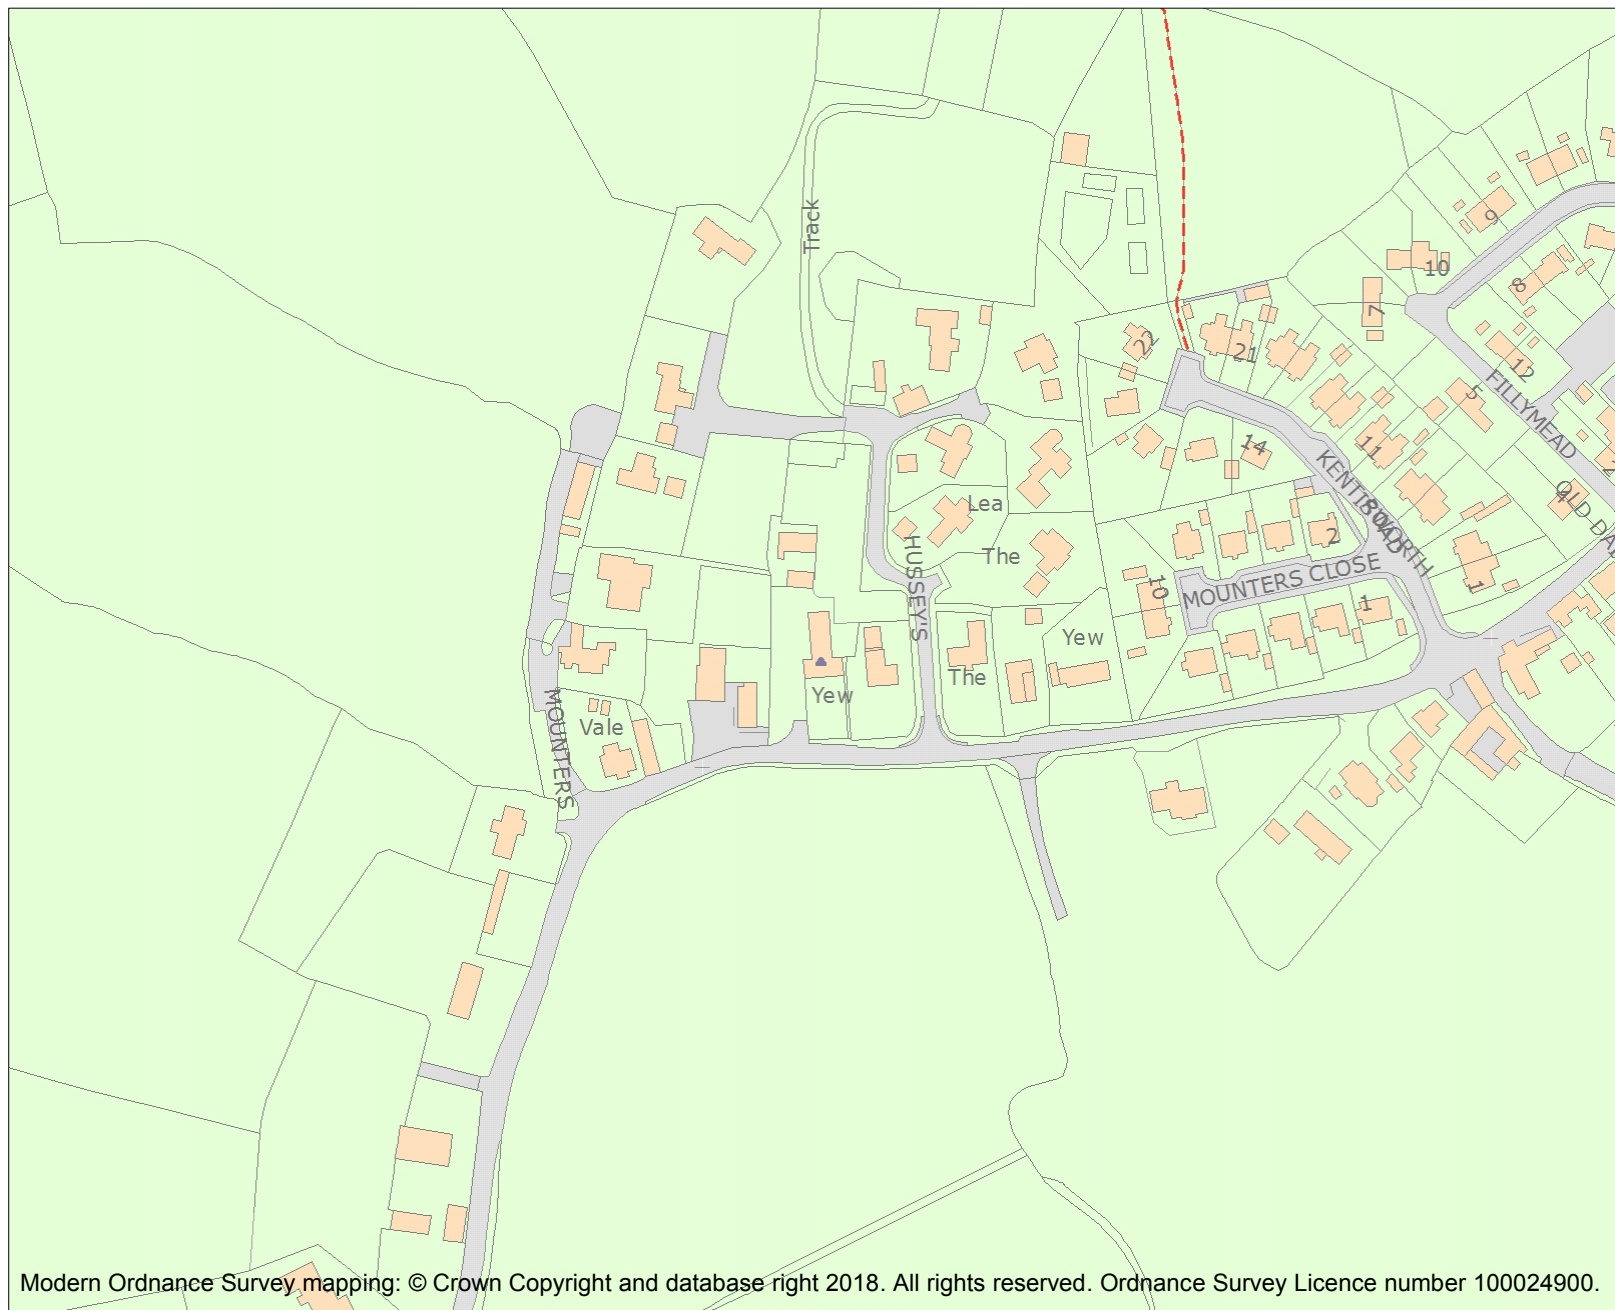 Track
9
10
8
7
22
21
12
5
FILLYMEAD
14
11
KENTISWORTH
ROAD
Lea
4
OLD DA
2
The
HUSSEY'S
2
10
MOUNTERS CLOSE
1
1
Yew
The
Yew
Vale
MOUNTERS
Modern Ordnance Survey mapping: © Crown Copyright and database right 2018. All rights reserved. Ordnance Survey Licence number 100024900.